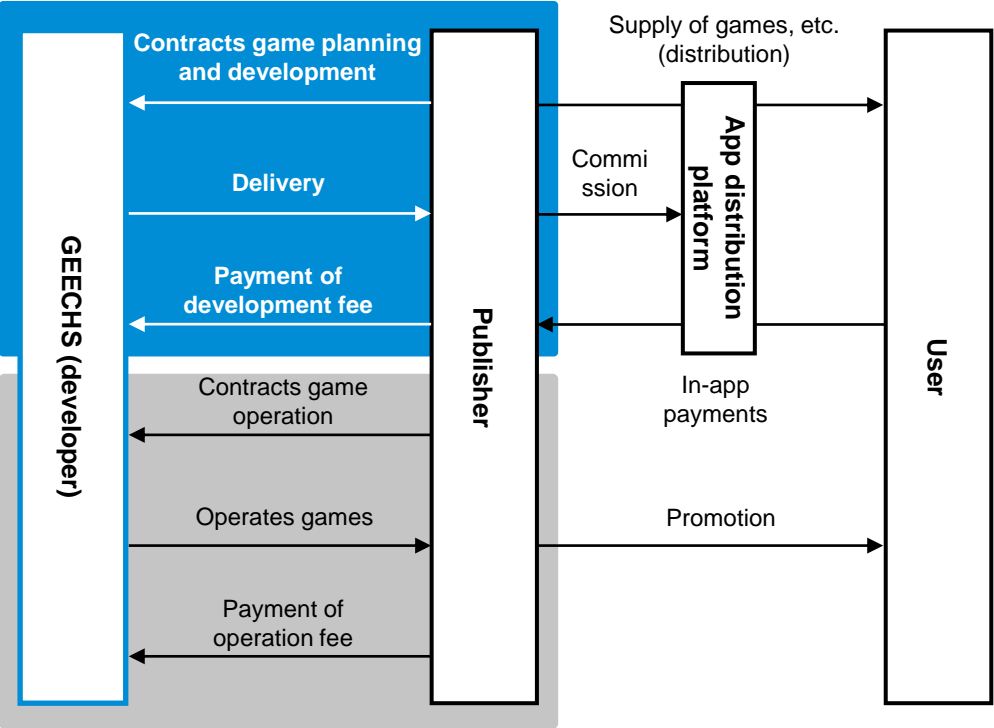 Contracts game planning
and development
Supply of games, etc.
(distribution)
Delivery
Commi
ssion
App distribution
platform
Payment of
development fee
GEECHS (developer)
Publisher
User
Contracts game
operation
In-app
payments
Operates games
Promotion
Payment of
operation fee